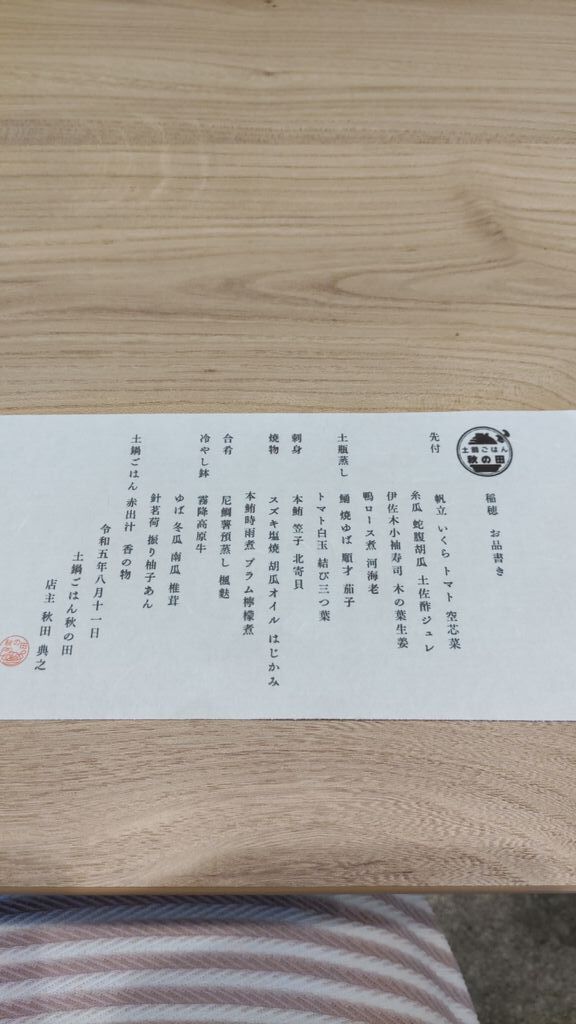 土鍋ごはん
秋の田
稲穂 お品書き
先付 帆立 いくら トマト 空芯菜
糸瓜 蛇腹胡瓜 土佐酢ジュレ
伊佐木小袖寿司 木の葉生姜
鴨ロース煮 河海老
土瓶蒸し 鱧 焼ゆば 順才 茄子
トマト白玉 結び三つ葉
刺身 本鮪 笠子 北寄貝
焼物 スズキ塩焼 胡瓜オイル はじかみ
本鮪時雨煮 プラム檸檬煮
台肴 尼鯛薯預蒸し 楓麩
冷やし鉢 霧降高原牛
ゆば 冬瓜 南瓜 椎茸
針茗荷 振り柚子あん
土鍋ごはん 赤出汁 香の物
令和五年八月十一日
土鍋ごはん秋の田
店主 秋田 典之